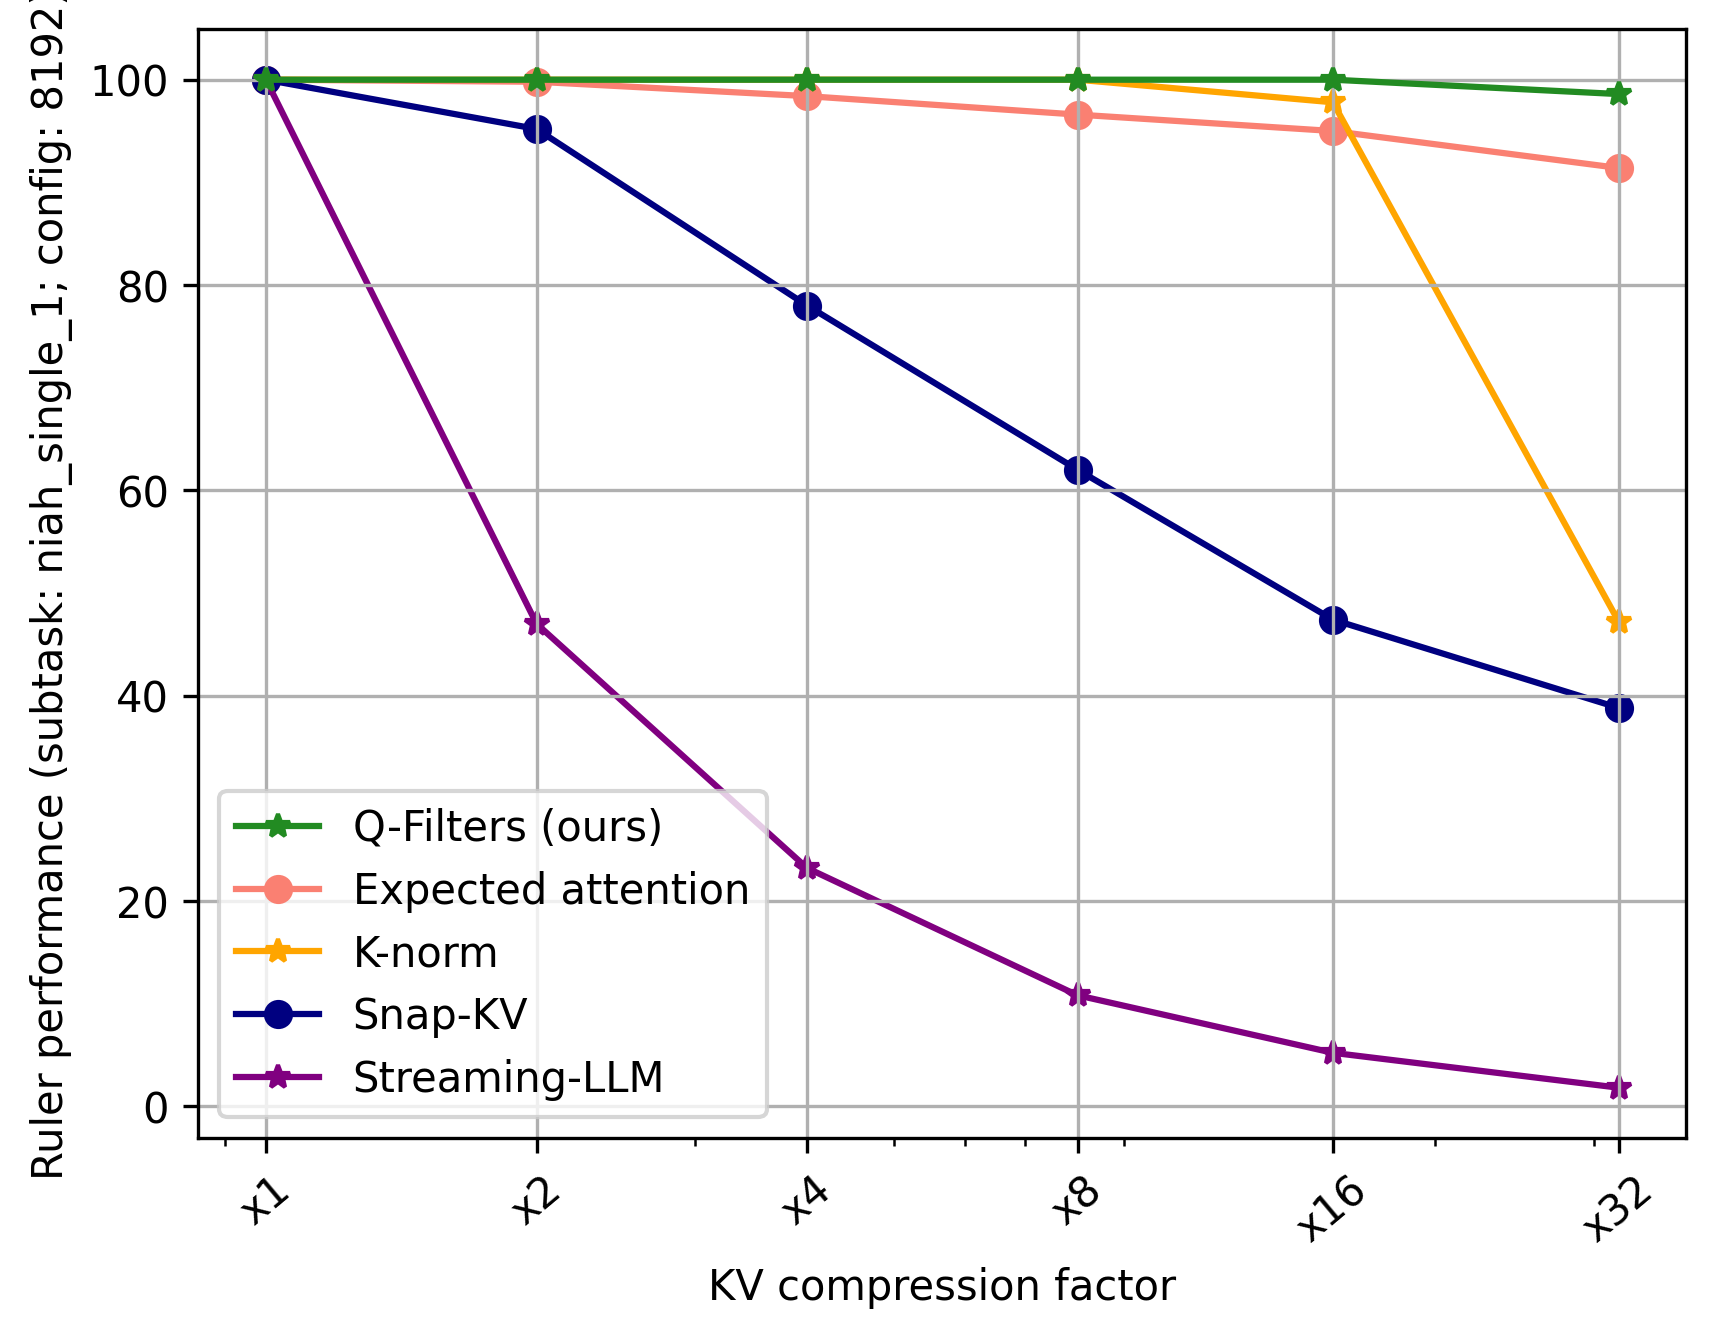 Ruler performance (subtask: niah_single_1; config: 8192)
100
80
60
40
20
0
Q-Filters (ours)
Expected attention
K-norm
Snap-KV
Streaming-LLM
x1
x2
x4
x8
x16
x32
KV compression factor